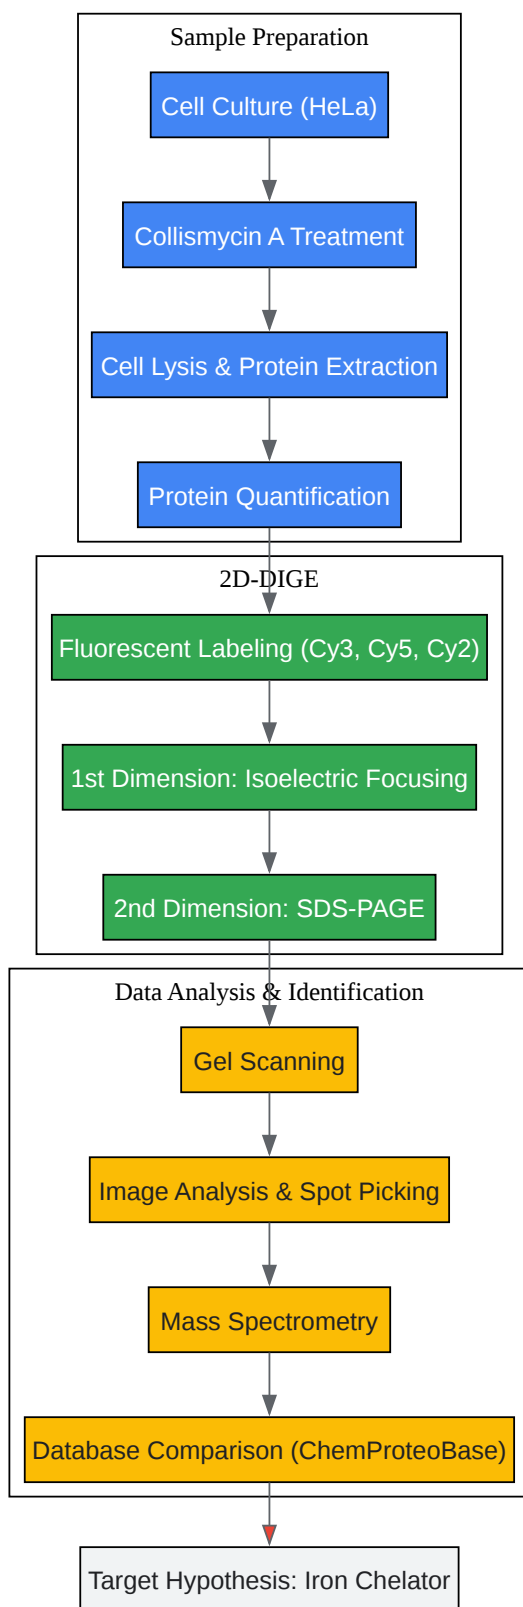 Sample Preparation
Cell Culture (HeLa)
Collismycin A Treatment
Cell Lysis & Protein Extraction
Protein Quantification
2D-DIGE
Fluorescent Labeling (Cy3, Cy5, Cy2)
1st Dimension: Isoelectric Focusing
2nd Dimension: SDS-PAGE
Data Analysis & Identification
Gel Scanning
Image Analysis & Spot Picking
Mass Spectrometry
Database Comparison (ChemProteoBase)
Target Hypothesis: Iron Chelator